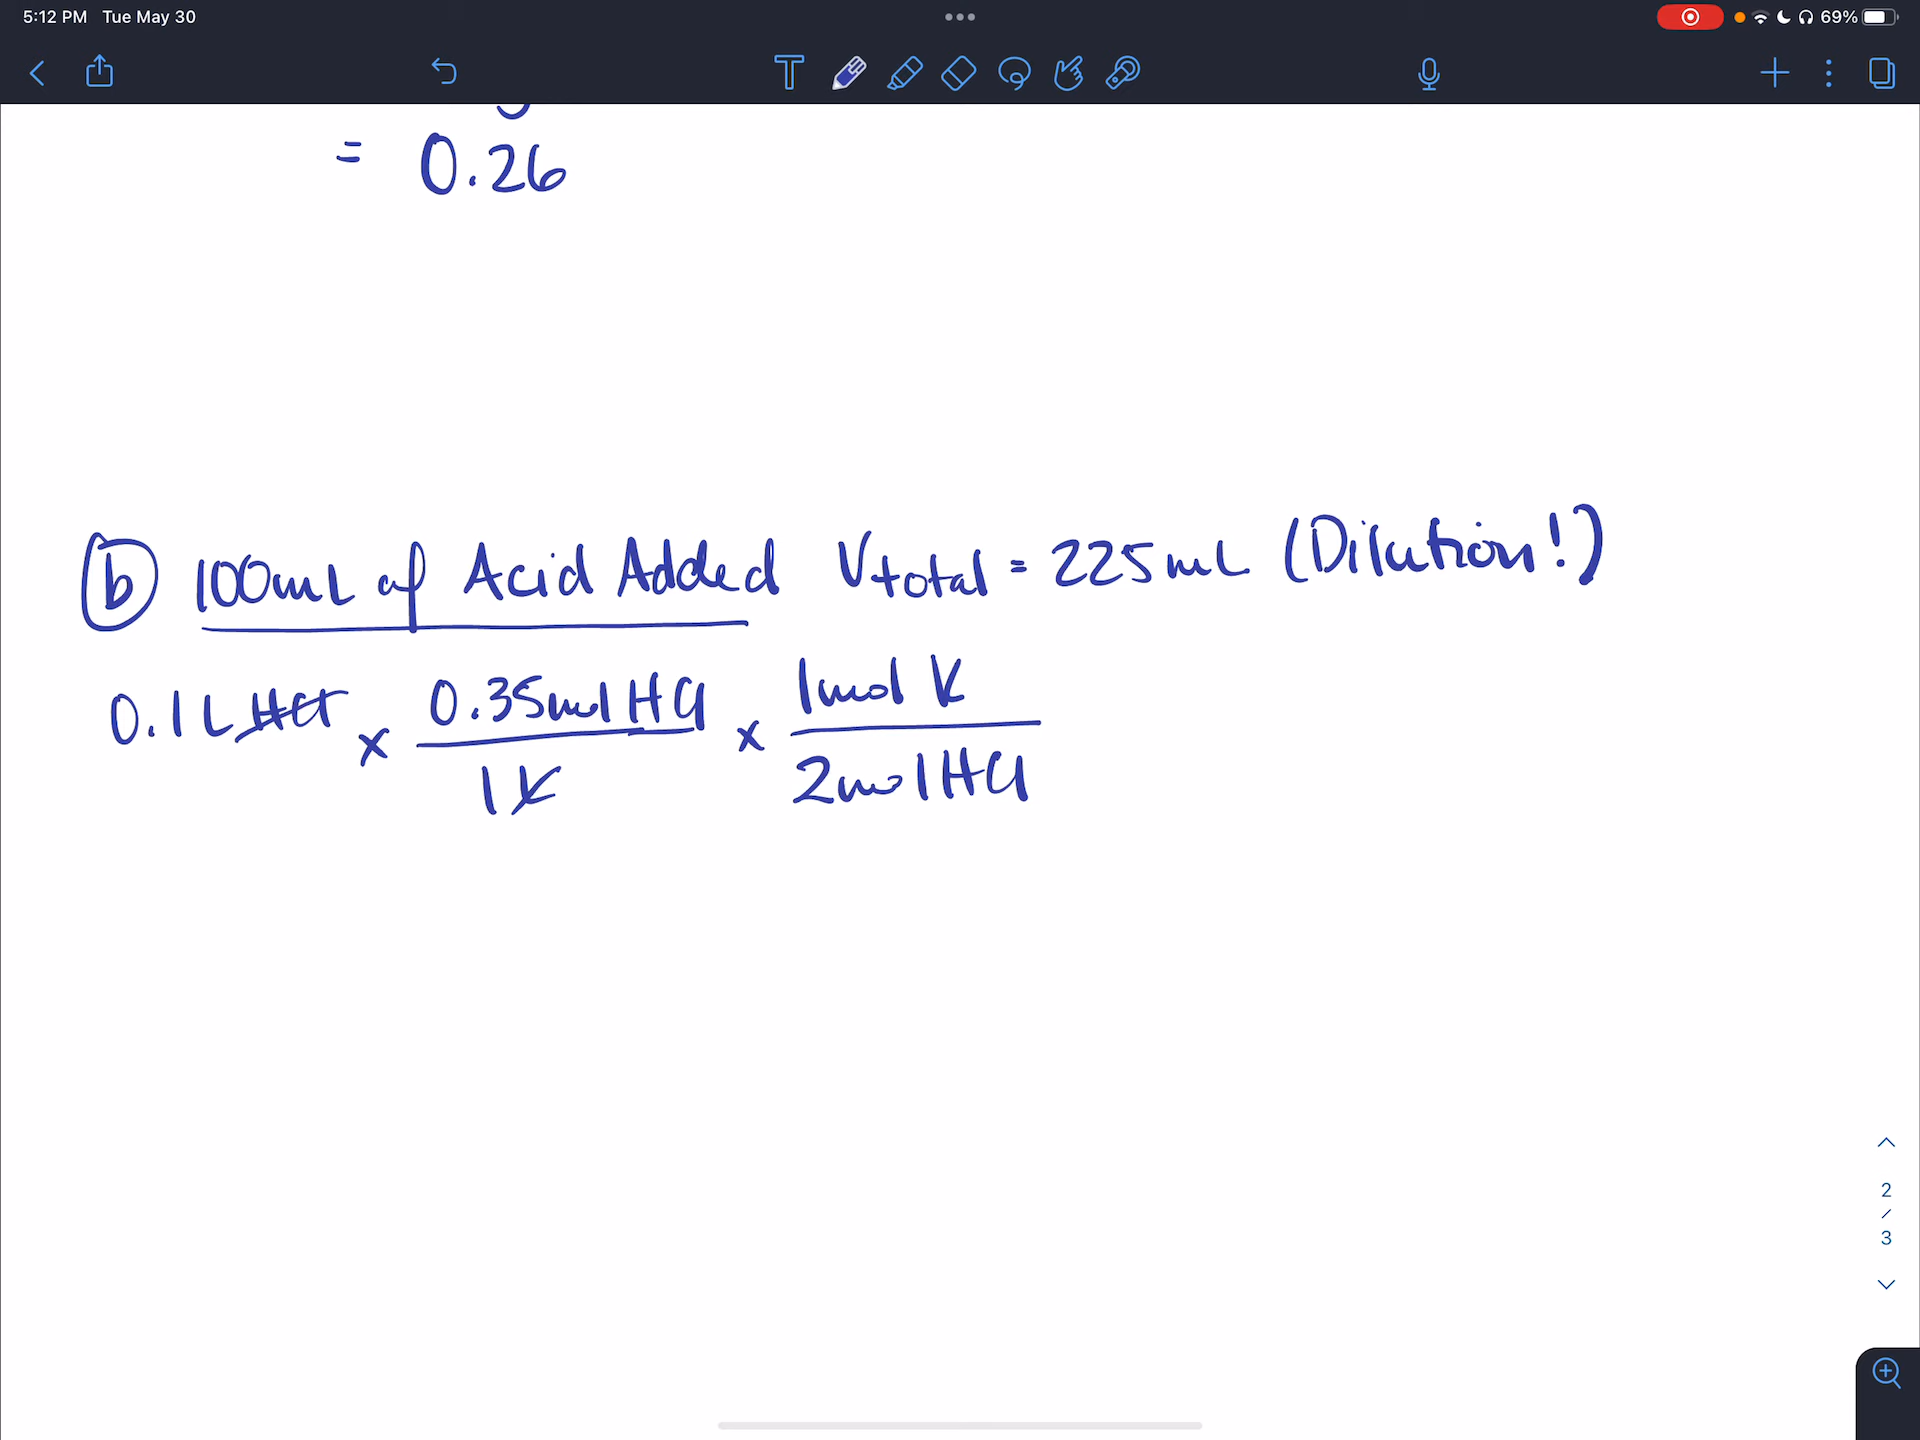 5:12 PM Tue May 30
69%
= 0.26
b 100mL of Acid Added Vtotal = 225mL (Dilution!)
0.1L HCl x 0.35mol HCl x 1mol K
1L 2mol HCl
2
/
3